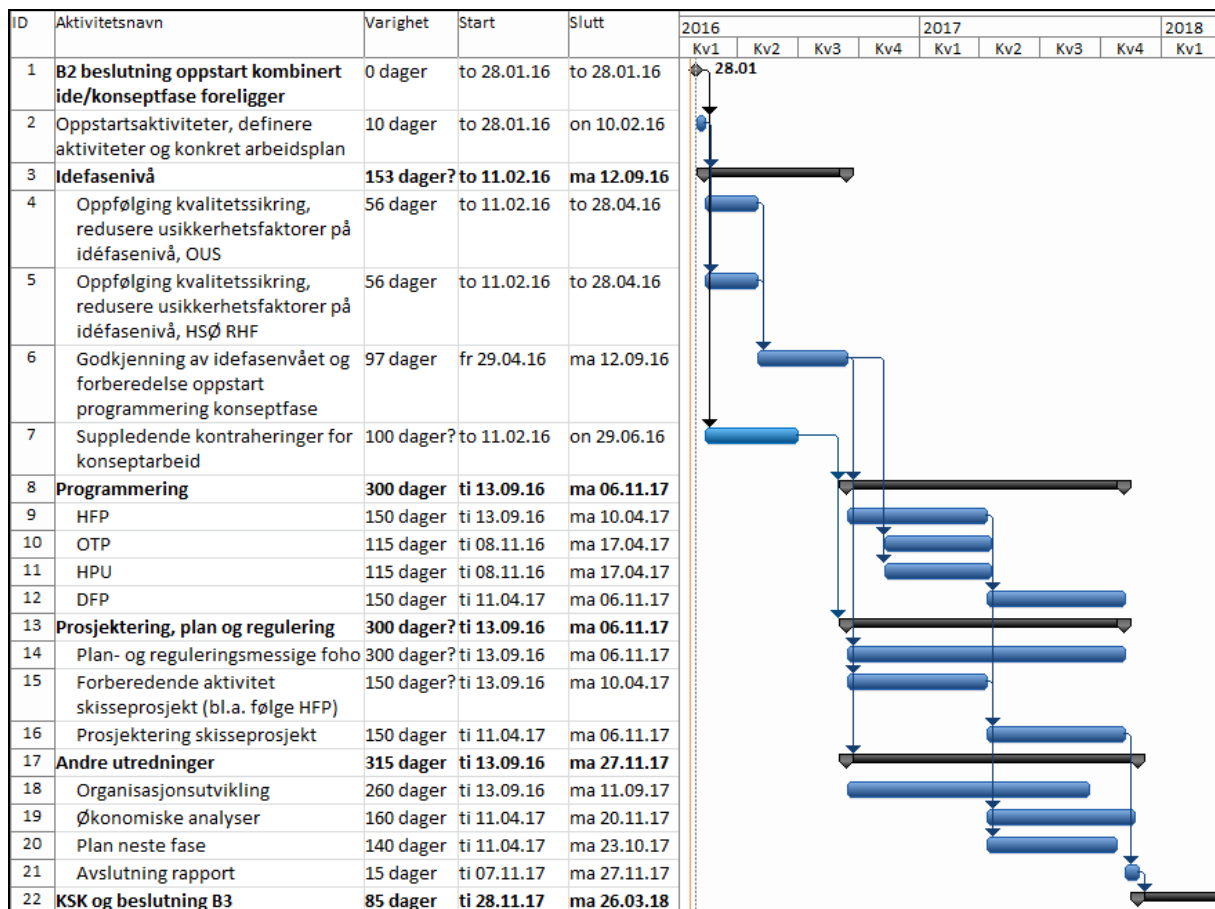 ID Aktivitetsnavn Varighet Start Slutt 2016 2017 2018
Kv1 Kv2 Kv3 Kv4 Kv1 Kv2 Kv3 Kv4 Kv1
1 B2 beslutning oppstart kombinert 0 dager to 28.01.16 to 28.01.16 28.01
ide/konseptfase foreligger
2 Oppstartsaktiviteter, definere 10 dager to 28.01.16 on 10.02.16
aktiviteter og konkret arbeidsplan
3 Idefasenivå 153 dager? to 11.02.16 ma 12.09.16
4 Oppfølging kvalitetssikring, 56 dager to 11.02.16 to 28.04.16
redusere usikkerhetsfaktorer på
idéfasenivå, OUS
5 Oppfølging kvalitetssikring, 56 dager to 11.02.16 to 28.04.16
redusere usikkerhetsfaktorer på
idéfasenivå, HSØ RHF
6 Godkjenning av idefasenvået og 97 dager fr 29.04.16 ma 12.09.16
forberedelse oppstart
programmering konseptfase
7 Suppledende kontraheringer for 100 dager? to 11.02.16 on 29.06.16
konseptarbeid
8 Programmering 300 dager ti 13.09.16 ma 06.11.17
9 HFP 150 dager ti 13.09.16 ma 10.04.17
10 OTP 115 dager ti 08.11.16 ma 17.04.17
11 HPU 115 dager ti 08.11.16 ma 17.04.17
12 DFP 150 dager ti 11.04.17 ma 06.11.17
13 Prosjektering, plan og regulering 300 dager? ti 13.09.16 ma 06.11.17
14 Plan- og reguleringsmessige foho 300 dager? ti 13.09.16 ma 06.11.17
15 Forberedende aktivitet 150 dager? ti 13.09.16 ma 10.04.17
skisseprosjekt (bl.a. følge HFP)
16 Prosjektering skisseprosjekt 150 dager ti 11.04.17 ma 06.11.17
17 Andre utredninger 315 dager ti 13.09.16 ma 27.11.17
18 Organisasjonsutvikling 260 dager ti 13.09.16 ma 11.09.17
19 Økonomiske analyser 160 dager ti 11.04.17 ma 20.11.17
20 Plan neste fase 140 dager ti 11.04.17 ma 23.10.17
21 Avslutning rapport 15 dager ti 07.11.17 ma 27.11.17
22 KSK og beslutning B3 85 dager ti 28.11.17 ma 26.03.18